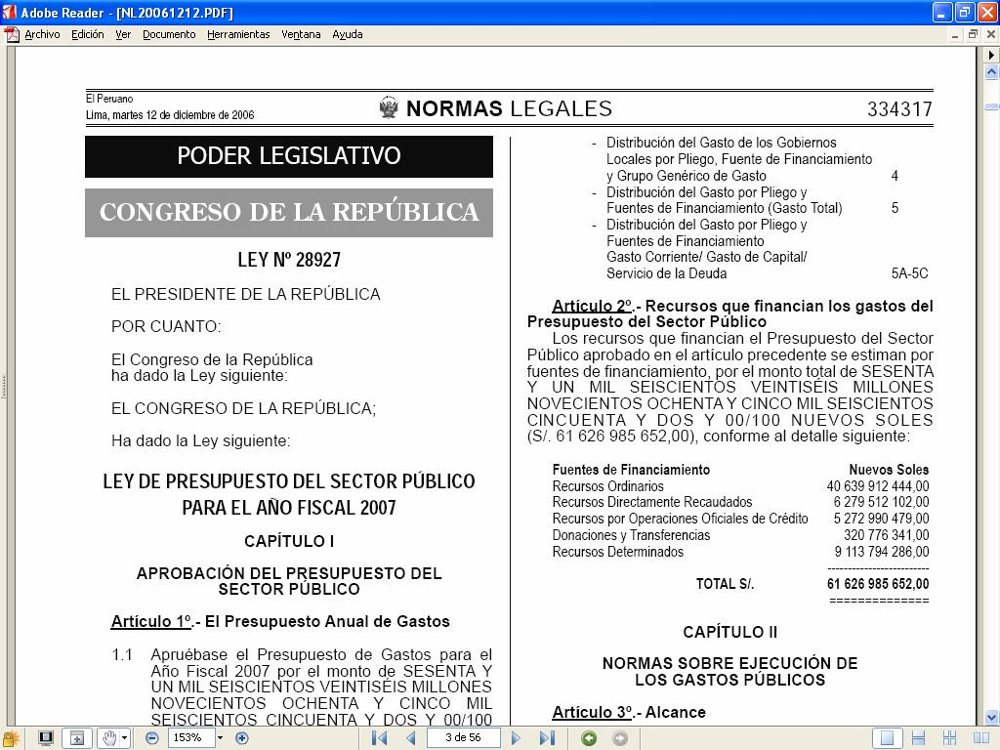 Adobe Reader - [NL20061212.PDF]
Archivo Edición Ver Documento Herramientas Ventana Ayuda
El Peruano
Lima, martes 12 de diciembre de 2006
NORMAS LEGALES
334317
PODER LEGISLATIVO
CONGRESO DE LA REPÚBLICA
LEY Nº 28927
EL PRESIDENTE DE LA REPÚBLICA
POR CUANTO:
El Congreso de la República
ha dado la Ley siguiente:
EL CONGRESO DE LA REPÚBLICA;
Ha dado la Ley siguiente:
LEY DE PRESUPUESTO DEL SECTOR PÚBLICO
PARA EL AÑO FISCAL 2007
CAPÍTULO I
APROBACIÓN DEL PRESUPUESTO DEL
SECTOR PÚBLICO
Artículo 1º.- El Presupuesto Anual de Gastos
1.1 Apruébase el Presupuesto de Gastos para el
Año Fiscal 2007 por el monto de SESENTA Y
UN MIL SEISCIENTOS VEINTISÉIS MILLONES
NOVECIENTOS OCHENTA Y CINCO MIL
SEISCIENTOS CINCUENTA Y DOS Y 00/100
- Distribución del Gasto de los Gobiernos
Locales por Pliego, Fuente de Financiamiento
y Grupo Genérico de Gasto 4
- Distribución del Gasto por Pliego y
Fuentes de Financiamiento (Gasto Total) 5
- Distribución del Gasto por Pliego y
Fuentes de Financiamiento
Gasto Corriente/ Gasto de Capital/
Servicio de la Deuda 5A-5C
Artículo 2º.- Recursos que financian los gastos del
Presupuesto del Sector Público
Los recursos que financian el Presupuesto del Sector
Público aprobado en el artículo precedente se estiman por
fuentes de financiamiento, por el monto total de SESENTA
Y UN MIL SEISCIENTOS VEINTISÉIS MILLONES
NOVECIENTOS OCHENTA Y CINCO MIL SEISCIENTOS
CINCUENTA Y DOS Y 00/100 NUEVOS SOLES
(S/. 61 626 985 652,00), conforme al detalle siguiente:
Fuentes de Financiamiento Nuevos Soles
Recursos Ordinarios 40 639 912 444,00
Recursos Directamente Recaudados 6 279 512 102,00
Recursos por Operaciones Oficiales de Crédito 5 272 990 479,00
Donaciones y Transferencias 320 776 341,00
Recursos Determinados 9 113 794 286,00
-------------------------
TOTAL S/. 61 626 985 652,00
==============
CAPÍTULO II
NORMAS SOBRE EJECUCIÓN DE
LOS GASTOS PÚBLICOS
Artículo 3º.- Alcance
153%
3 de 56